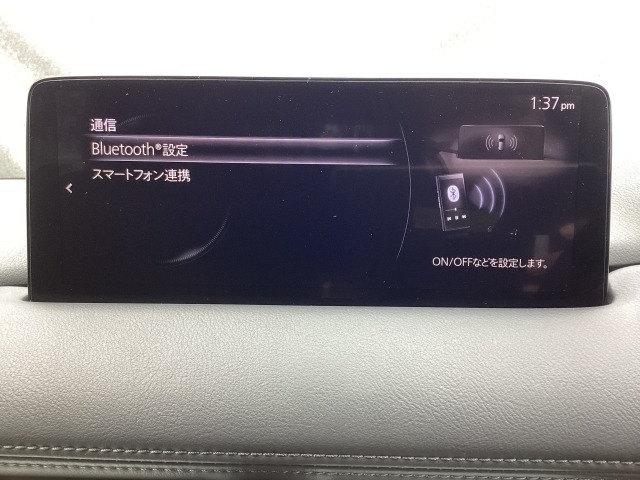 1:37pm
通信
Bluetooth®設定
スマートフォン連携
ON/OFFなどを設定します。